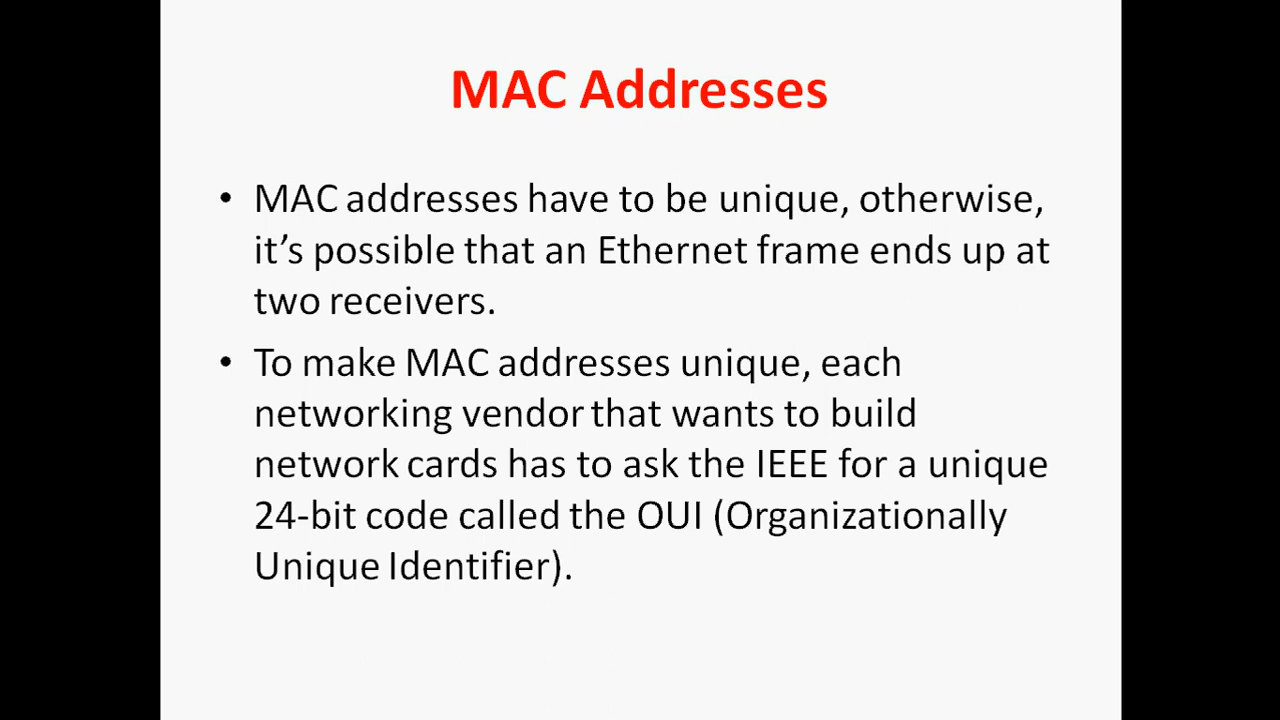 MAC Addresses
• MAC addresses have to be unique, otherwise,
it’s possible that an Ethernet frame ends up at
two receivers.
• To make MAC addresses unique, each
networking vendor that wants to build
network cards has to ask the IEEE for a unique
24-bit code called the OUI (Organizationally
Unique Identifier).